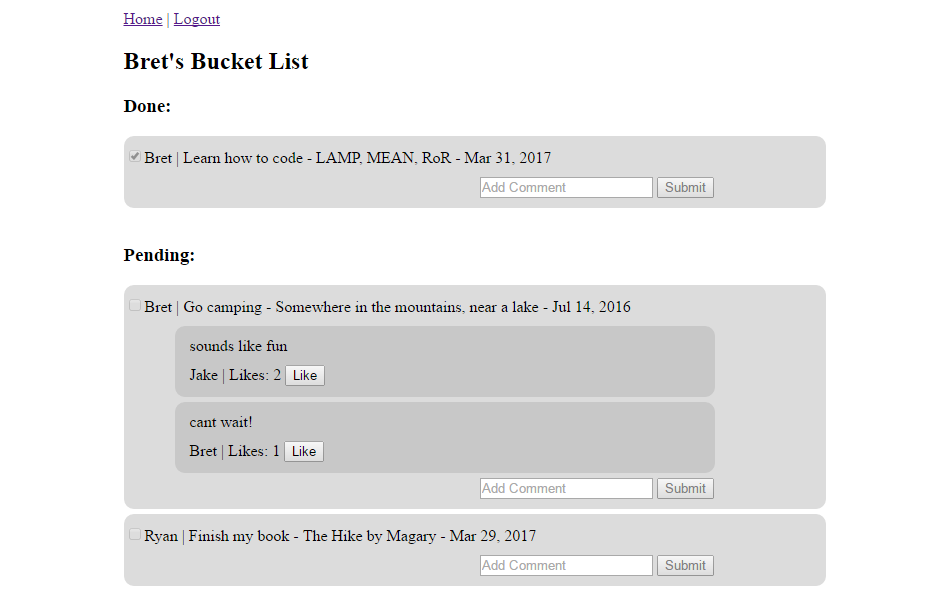 Home | Logout
Bret's Bucket List
Done:
Bret | Learn how to code - LAMP, MEAN, RoR - Mar 31, 2017
Add Comment Submit
Pending:
Bret | Go camping - Somewhere in the mountains, near a lake - Jul 14, 2016
sounds like fun
Jake | Likes: 2 Like
cant wait!
Bret | Likes: 1 Like
Add Comment Submit
Ryan | Finish my book - The Hike by Magary - Mar 29, 2017
Add Comment Submit